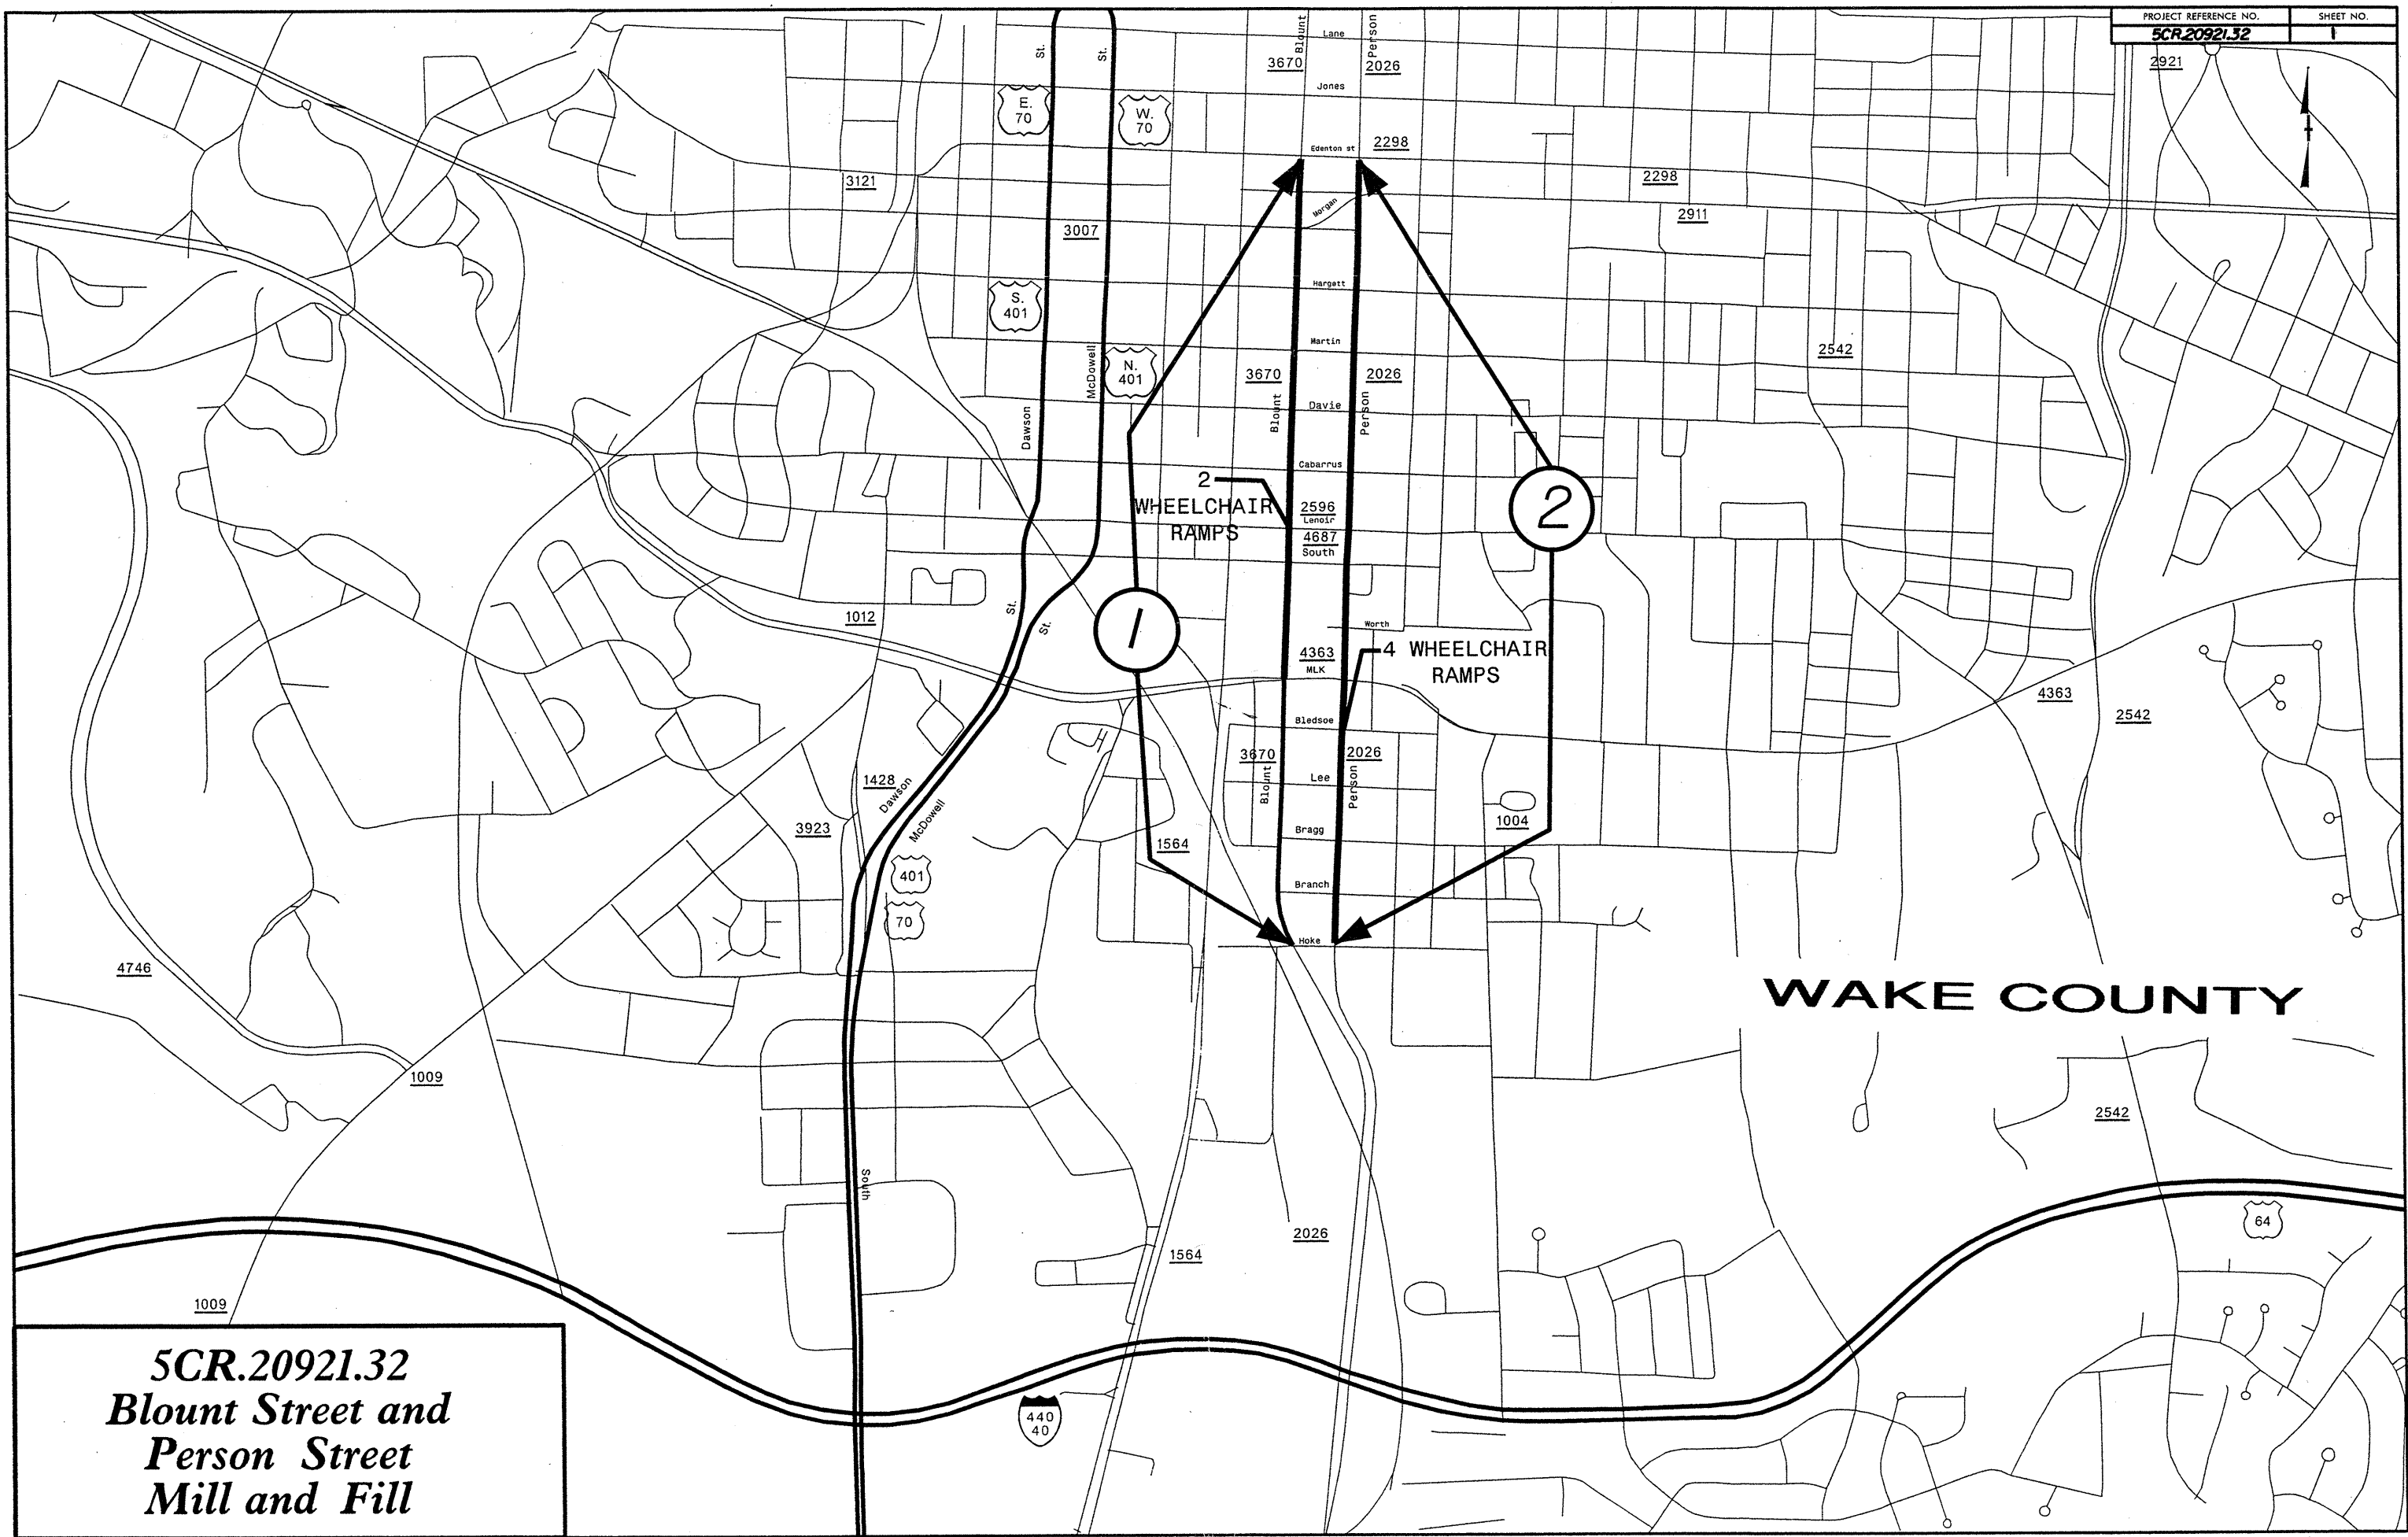 PROJECT REFERENCE NO.
SHEET NO.
5CR.20921.32
1
St.
St.
Blount
Lane
Person
3670
2026
2921
Jones
E.
70
W.
70
Edenton st
2298
3121
2298
Morgan
2911
3007
Hargett
S.
401
Martin
2542
McDowell
N.
401
3670
2026
Dawson
Blount
Davie
Person
Cabarrus
2
WHEELCHAIR
RAMPS
2596
Lenoir
4687
South
2
St.
1012
St.
1
Worth
4 WHEELCHAIR
RAMPS
4363
MLK
4363
2542
Bledsoe
3670
2026
Blount
Lee
Person
1428
Dawson
McDowell
3923
1564
Bragg
1004
401
Branch
70
Hoke
4746
WAKE COUNTY
1009
2542
South
2026
1564
64
1009
440
40
5CR.20921.32
Blount Street and
Person Street
Mill and Fill